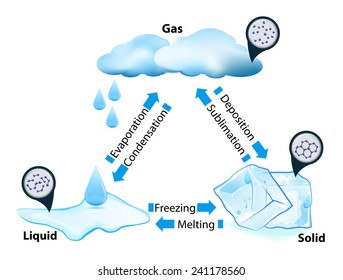 Gas
Evaporation
Condensation
Deposition
Sublimation
Freezing
Melting
Liquid
Solid
shutterstock.com · 241178560